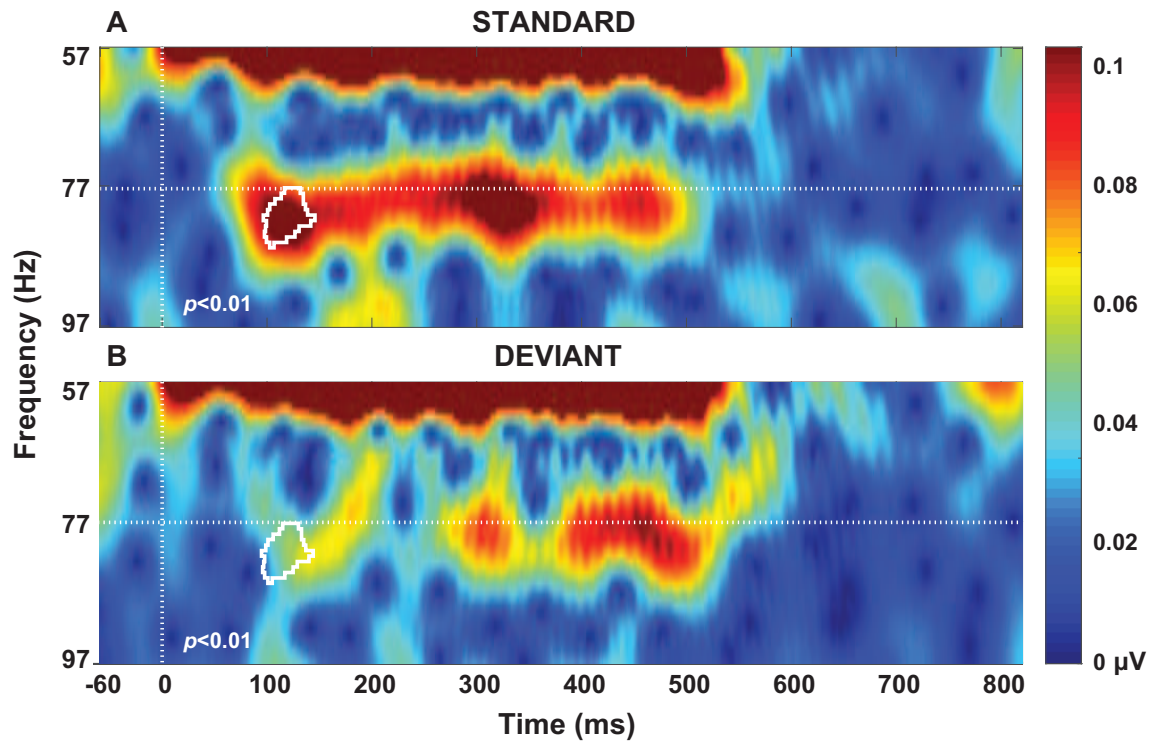 A STANDARD
57
77
97
p<0.01
B DEVIANT
57
77
97
p<0.01
Frequency (Hz)
-60 0 100 200 300 400 500 600 700 800
Time (ms)
0.1
0.08
0.06
0.04
0.02
0 µV